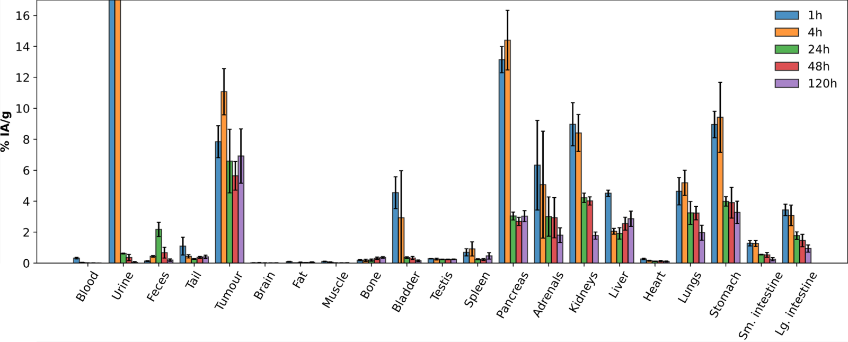 % IA/g
16
14
12
10
8
6
4
2
0
1h
4h
24h
48h
120h
Blood
Urine
Feces
Tail
Tumour
Brain
Fat
Muscle
Bone
Bladder
Testis
Spleen
Pancreas
Adrenals
Kidneys
Liver
Heart
Lungs
Stomach
Sm. intestine
Lg. intestine